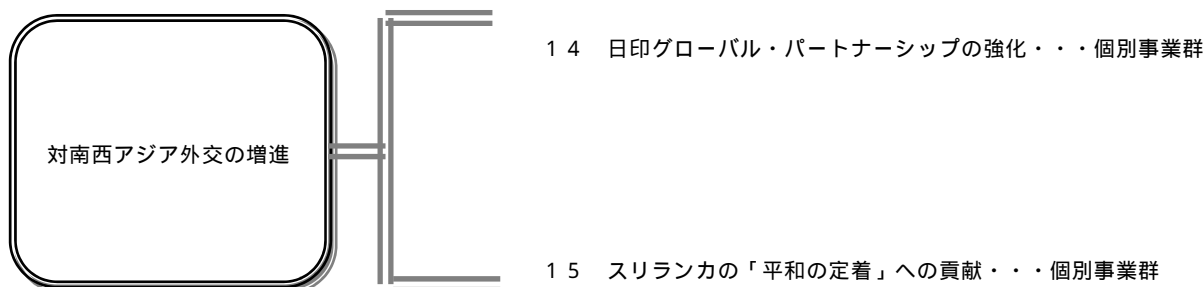 １４　日印グローバル・パートナーシップの強化・・・個別事業群
対南西アジア外交の増進
１５　スリランカの「平和の定着」への貢献・・・個別事業群